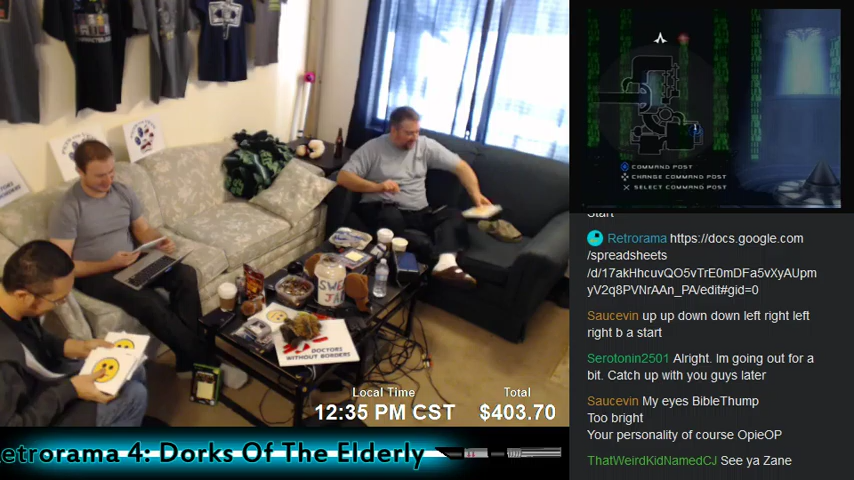 SWEAR
JAR
DOCTORS
WITHOUT BORDERS
Local Time
Total
12:35 PM CST
$403.70
etrorama 4: Dorks Of The Elderly
1
COMMAND POST
CHANGE COMMAND POST
SELECT COMMAND POST
Start
Retrorama https://docs.google.com
/spreadsheets
/d/17akHhcuvQO5vTrE0mDFa5vXyAUpm
yV2q8PVNrAAn_PA/edit#gid=0
Saucevin up up down down left right left
right b a start
Serotonin2501 Alright. Im going out for a
bit. Catch up with you guys later
Saucevin My eyes BibleThump
Too bright
Your personality of course OpieOP
ThatWeirdKidNamedCJ See ya Zane